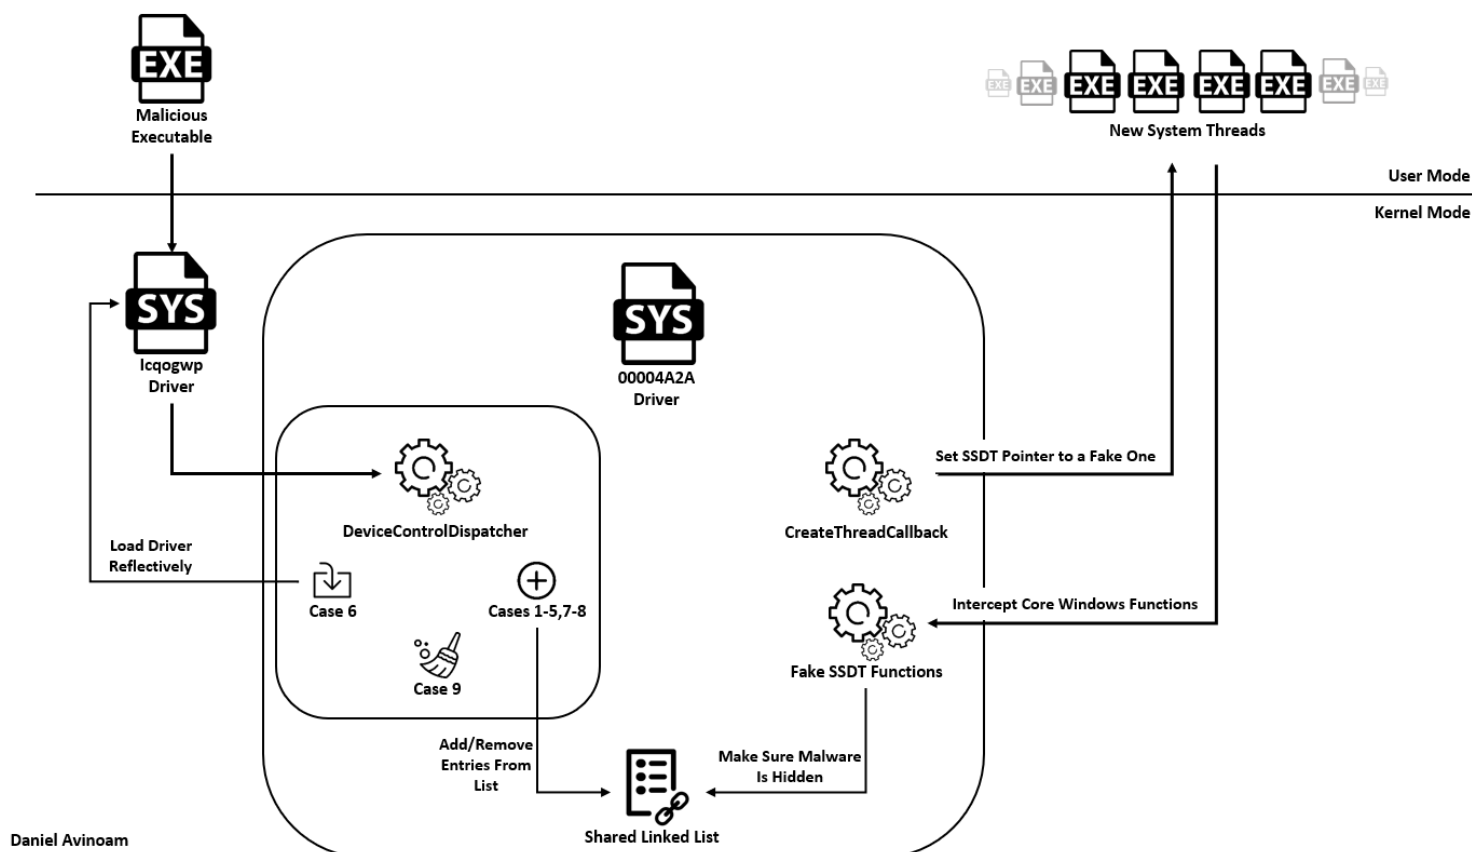 EXE
Malicious
Executable
EXE EXE EXE EXE EXE EXE EXE EXE
New System Threads
User Mode
Kernel Mode
SYS
lcqogwp
Driver
SYS
00004A2A
Driver
DeviceControlDispatcher
Set SSDT Pointer to a Fake One
CreateThreadCallback
Load Driver
Reflectively
Case 6
Cases 1-5,7-8
Case 9
Intercept Core Windows Functions
Fake SSDT Functions
Add/Remove
Entries From
List
Make Sure Malware
Is Hidden
Shared Linked List
Daniel Avinoam